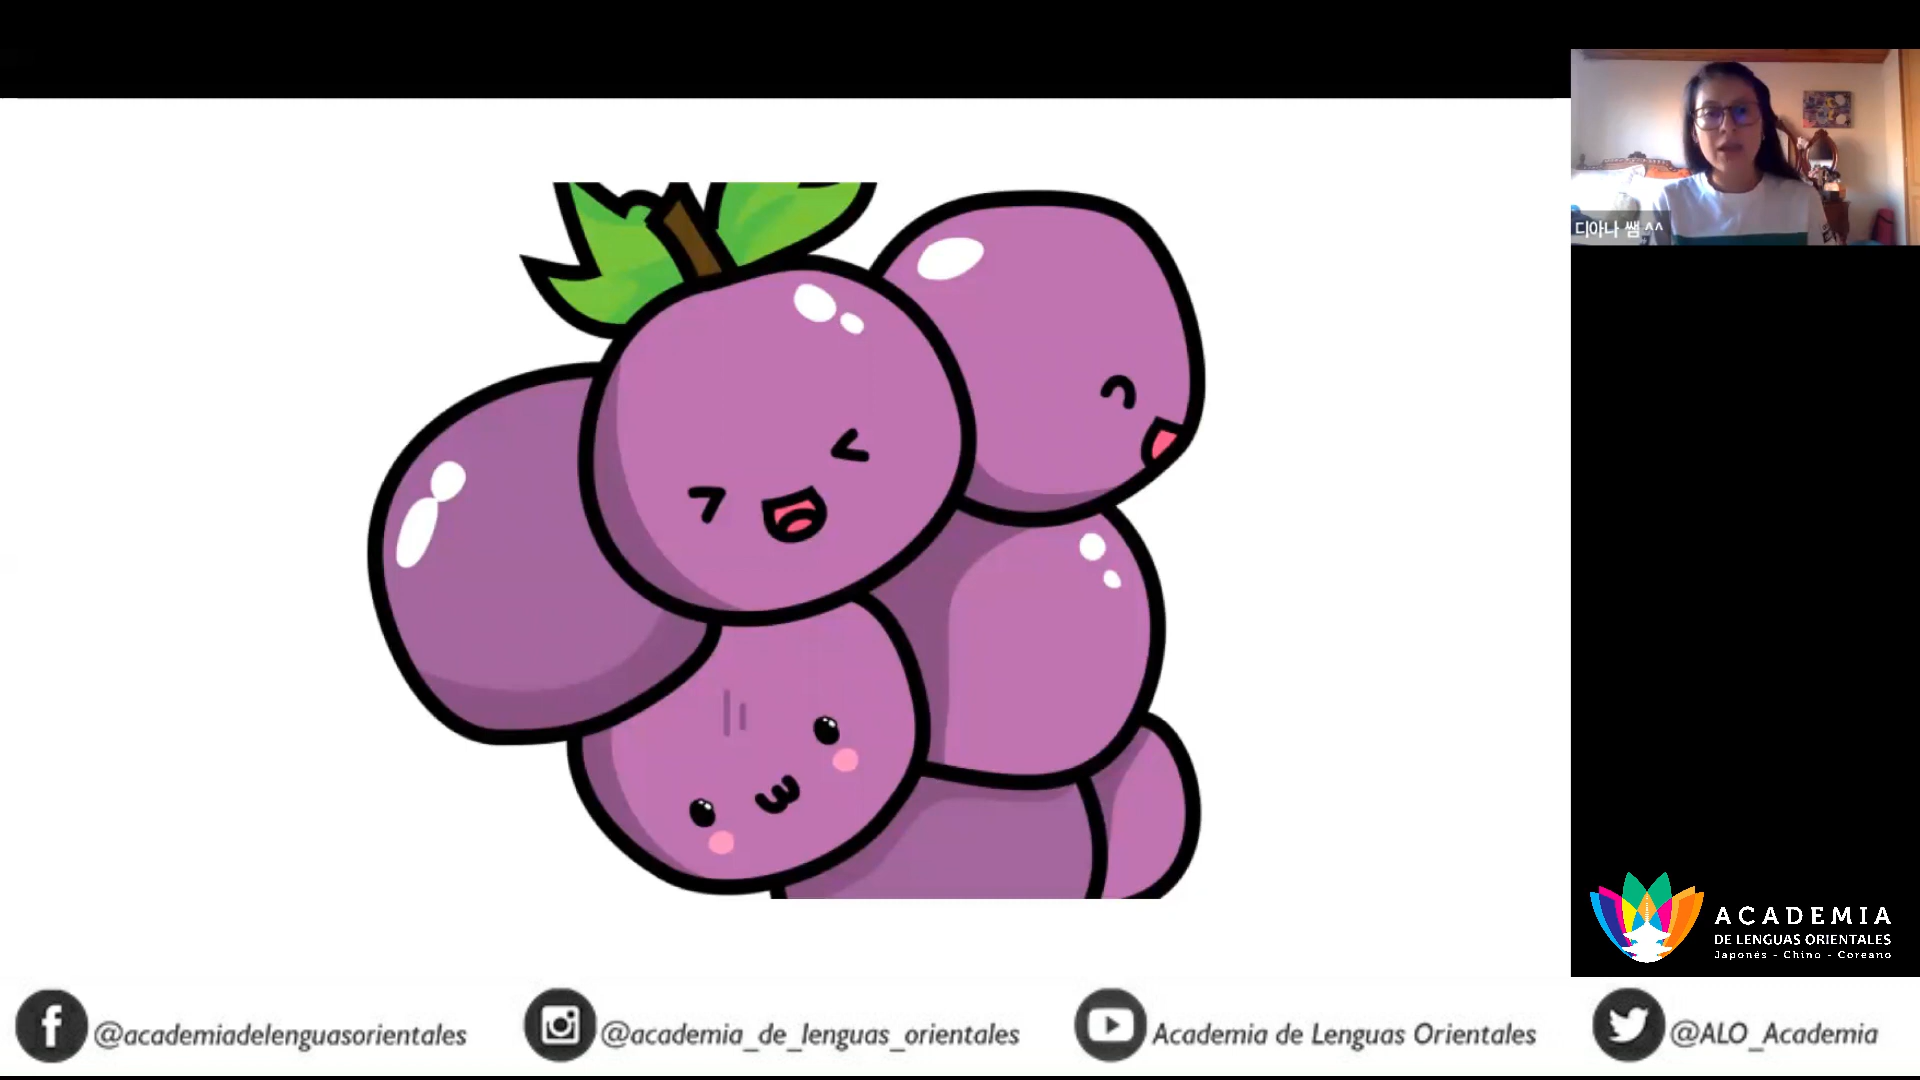 디아나 쌤 ^^
ACADEMIA
DE LENGUAS ORIENTALES
Japonés - Chino - Coreano
@academiadelenguasorientales
@academia_de_lenguas_orientales
Academia de Lenguas Orientales
@ALO_Academia